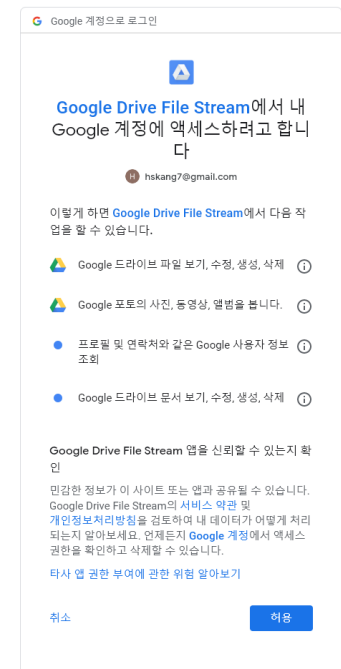 Google 계정으로 로그인
Google Drive File Stream에서 내
Google 계정에 액세스하려고 합니
다
H hskang7@gmail.com
이렇게 하면 Google Drive File Stream에서 다음 작
업을 할 수 있습니다.
Google 드라이브 파일 보기, 수정, 생성, 삭제
Google 포토의 사진, 동영상, 앨범을 봅니다.
프로필 및 연락처와 같은 Google 사용자 정보
조회
Google 드라이브 문서 보기, 수정, 생성, 삭제
Google Drive File Stream 앱을 신뢰할 수 있는지 확
인
민감한 정보가 이 사이트 또는 앱과 공유될 수 있습니다.
Google Drive File Stream의 서비스 약관 및
개인정보처리방침을 검토하여 내 데이터가 어떻게 처리
되는지 알아보세요. 언제든지 Google 계정에서 액세스
권한을 확인하고 삭제할 수 있습니다.
타사 앱 권한 부여에 관한 위험 알아보기
취소
허용